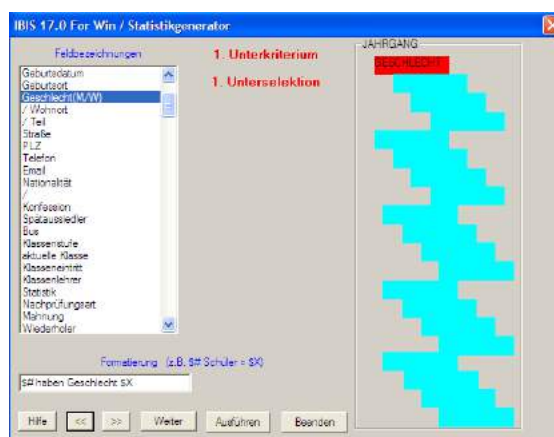 IBIS 17.0 For Win / Statistikgenerator
Feldbezeichnungen
1. Unterkriterium
1. Unterselektion
JAHRGANG
GESCHLECHT
Geburtsdatum
Geburtsort
Geschlecht(M/W)
/ Wohnort
/ Teil
Straße
PLZ
Telefon
Email
Nationalität
/
Konfession
Spätaussiedler
Bus
Klassenstufe
aktuelle Klasse
Klasseneintritt
Klassenlehrer
Statistik
Nachprüfungsart
Mahnung
Wiederholer
Formatierung (z.B. $# Schüler = $X)
$# haben Geschlecht $X
Hilfe << >> Weiter Ausführen Beenden